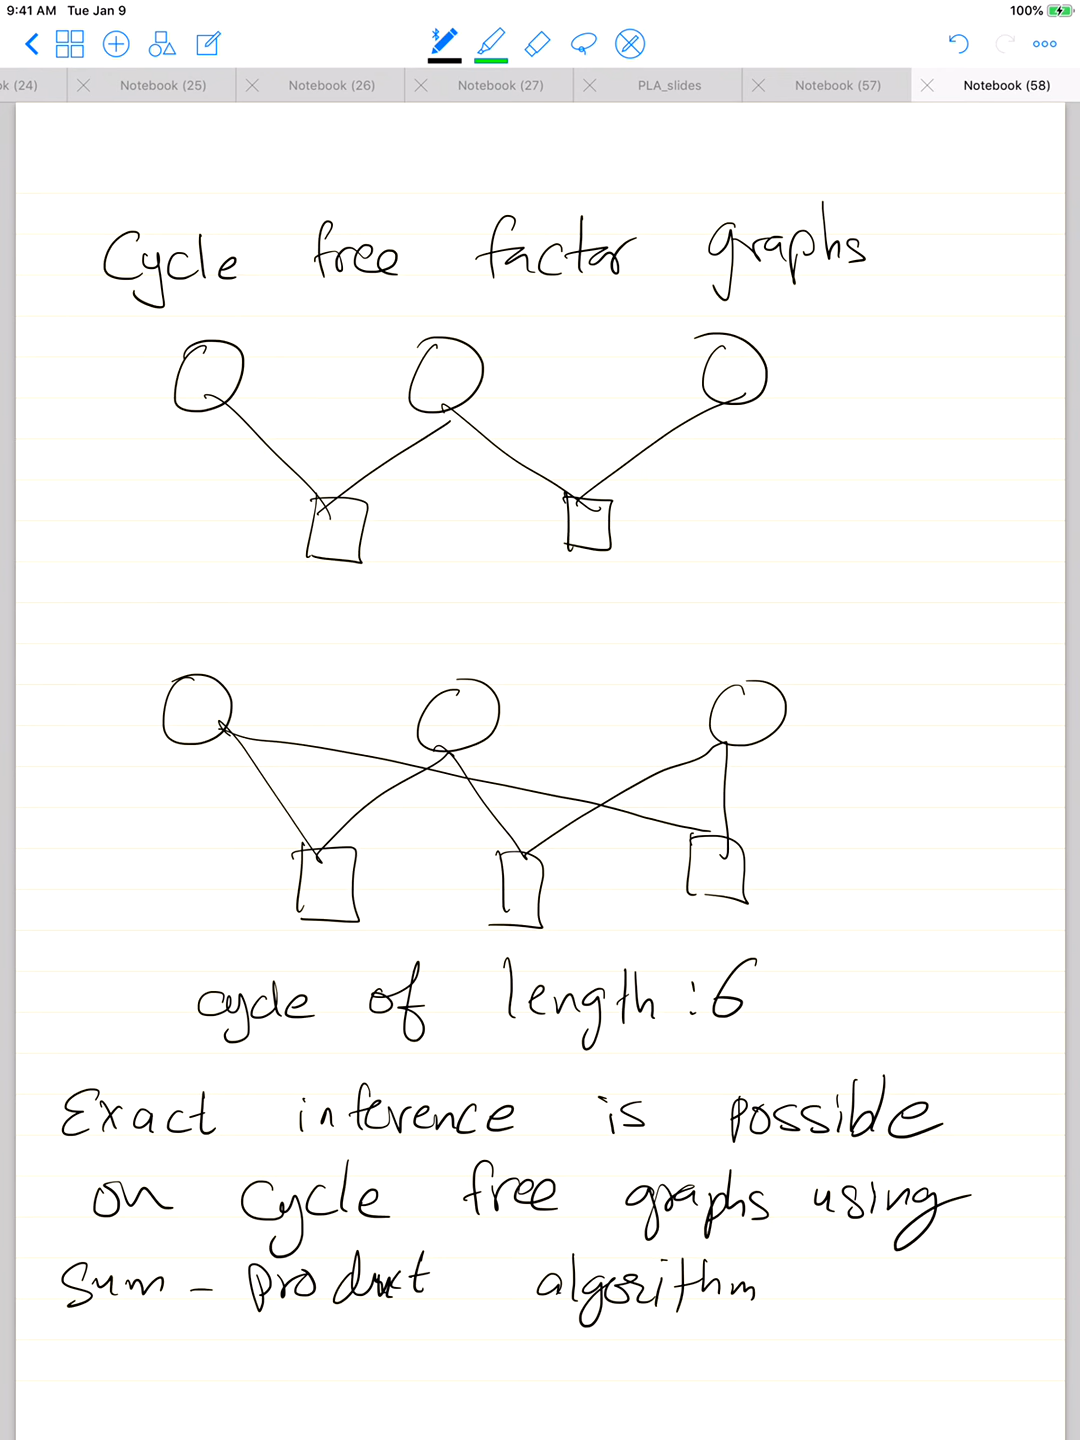 9:41 AM Tue Jan 9 100%
ok (24) Notebook (25) Notebook (26) Notebook (27) PLA_slides Notebook (57) Notebook (58)
Cycle free factor graphs
cycle of length : 6
Exact inference is possible
on cycle free graphs using
sum - product algorithm